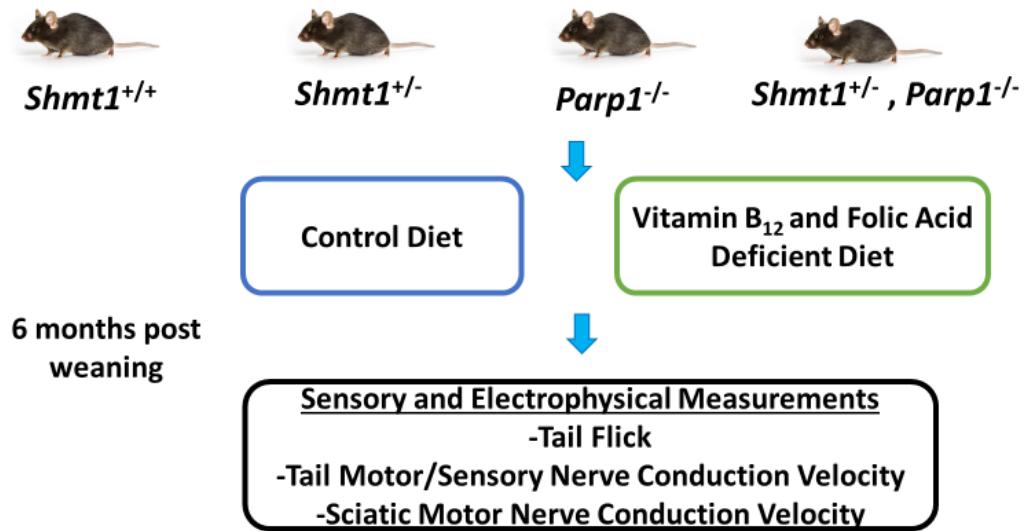 Shmt1+/+ Shmt1+/- Parp1-/- Shmt1+/- , Parp1-/-
Control Diet
Vitamin B12 and Folic Acid
Deficient Diet
6 months post
weaning
Sensory and Electrophysical Measurements
-Tail Flick
-Tail Motor/Sensory Nerve Conduction Velocity
-Sciatic Motor Nerve Conduction Velocity